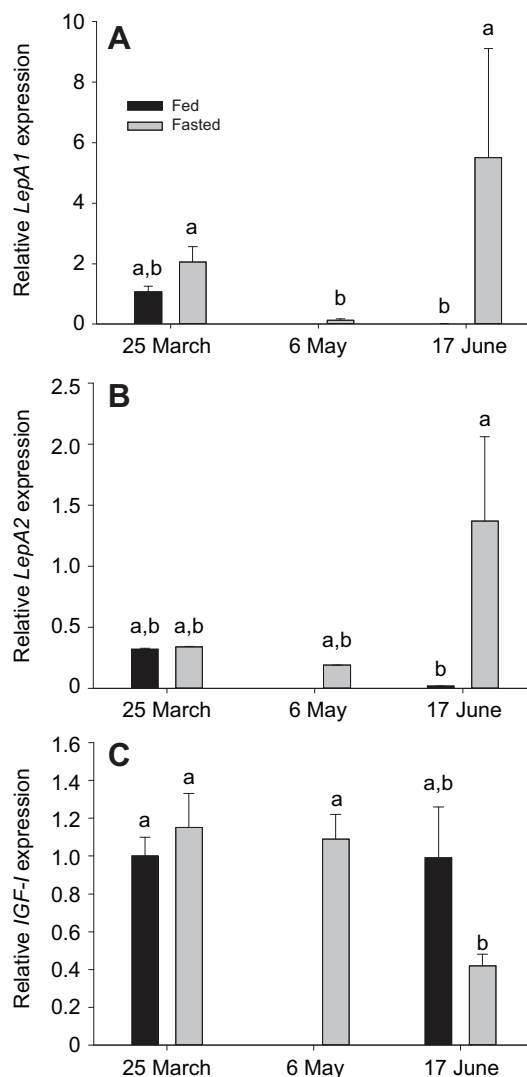 A
Relative LepA1 expression
10
8
6
4
2
0
Fed
Fasted
a,b
a
b
b
a
25 March
6 May
17 June
B
Relative LepA2 expression
2.5
2.0
1.5
1.0
0.5
0
a,b
a,b
a,b
b
a
25 March
6 May
17 June
C
Relative IGF-I expression
1.6
1.4
1.2
1.0
0.8
0.6
0.4
0.2
0
a
a
a
a,b
b
25 March
6 May
17 June